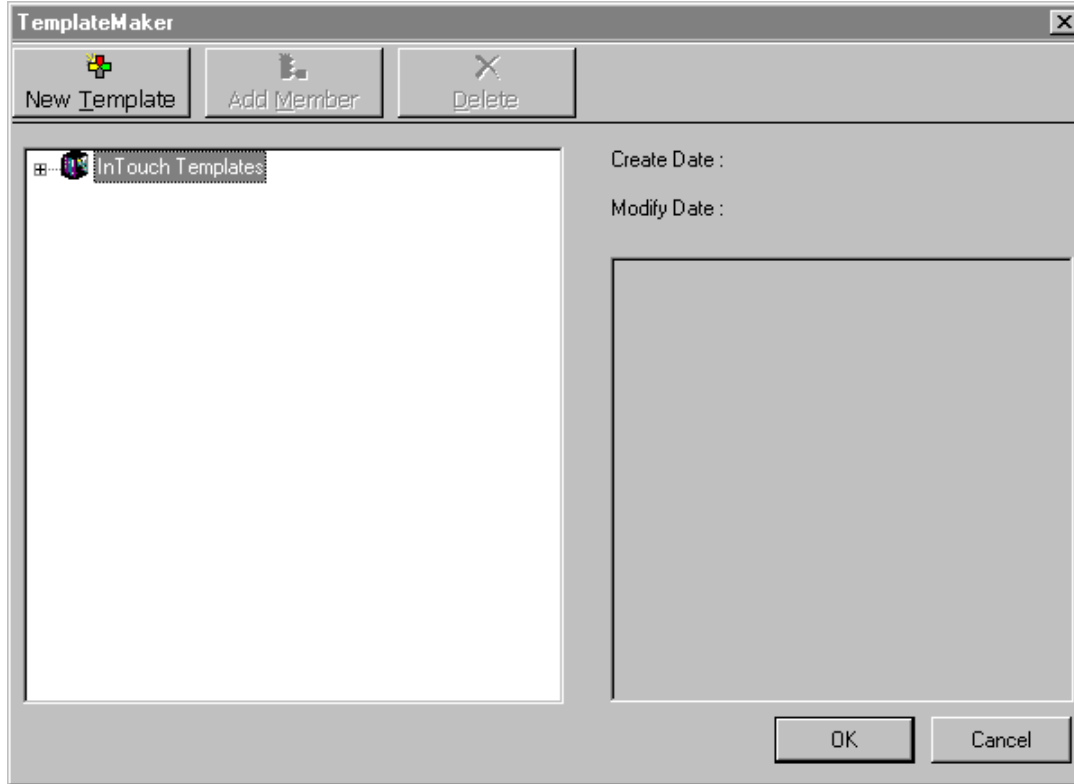 TemplateMaker
New Template
Add Member
Delete
InTouch Templates
Create Date :
Modify Date :
OK
Cancel